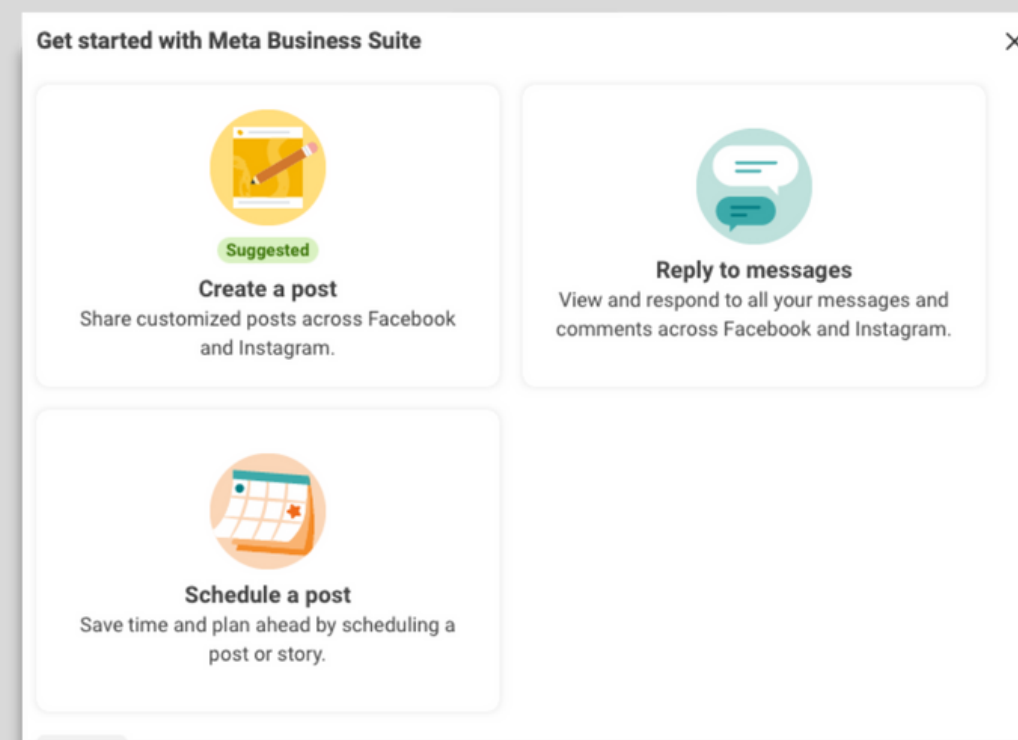 Get started with Meta Business Suite
Suggested
Create a post
Share customized posts across Facebook
and Instagram.
Reply to messages
View and respond to all your messages and
comments across Facebook and Instagram.
Schedule a post
Save time and plan ahead by scheduling a
post or story.